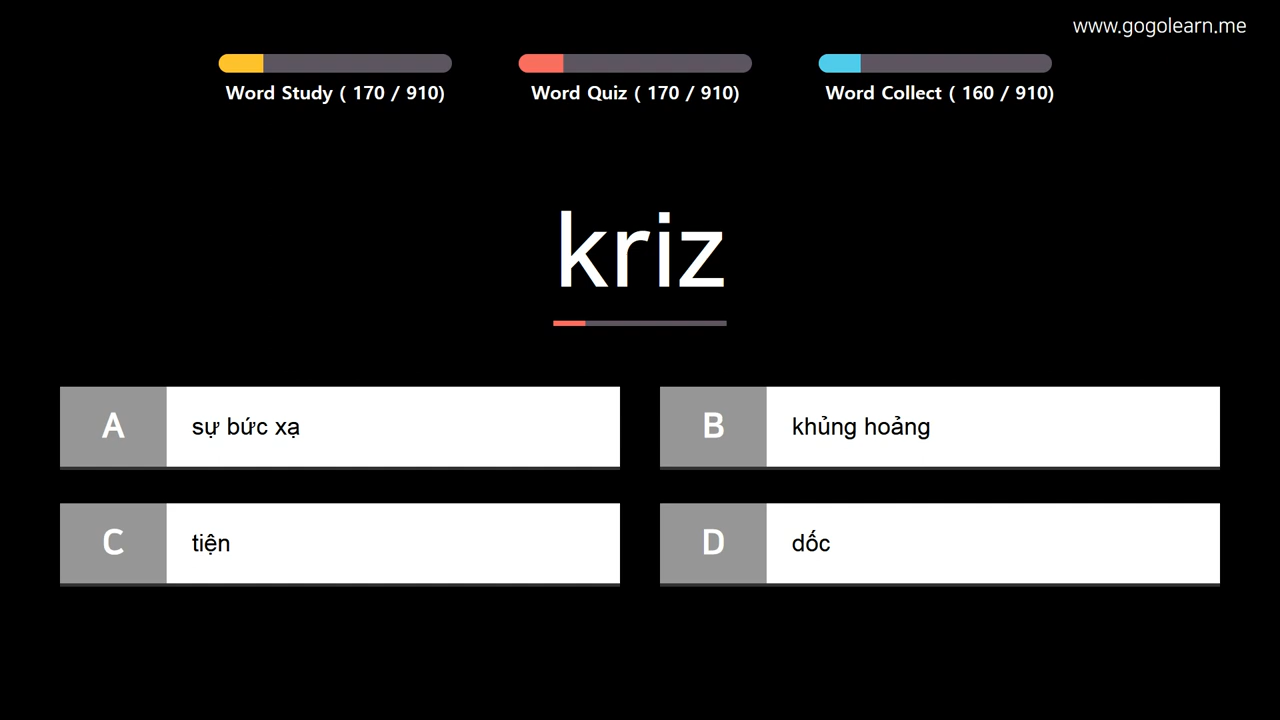 www.gogolearn.me
Word Study ( 170 / 910)
Word Quiz ( 170 / 910)
Word Collect ( 160 / 910)
kriz
A sự bức xạ
B khủng hoảng
C tiện
D dốc